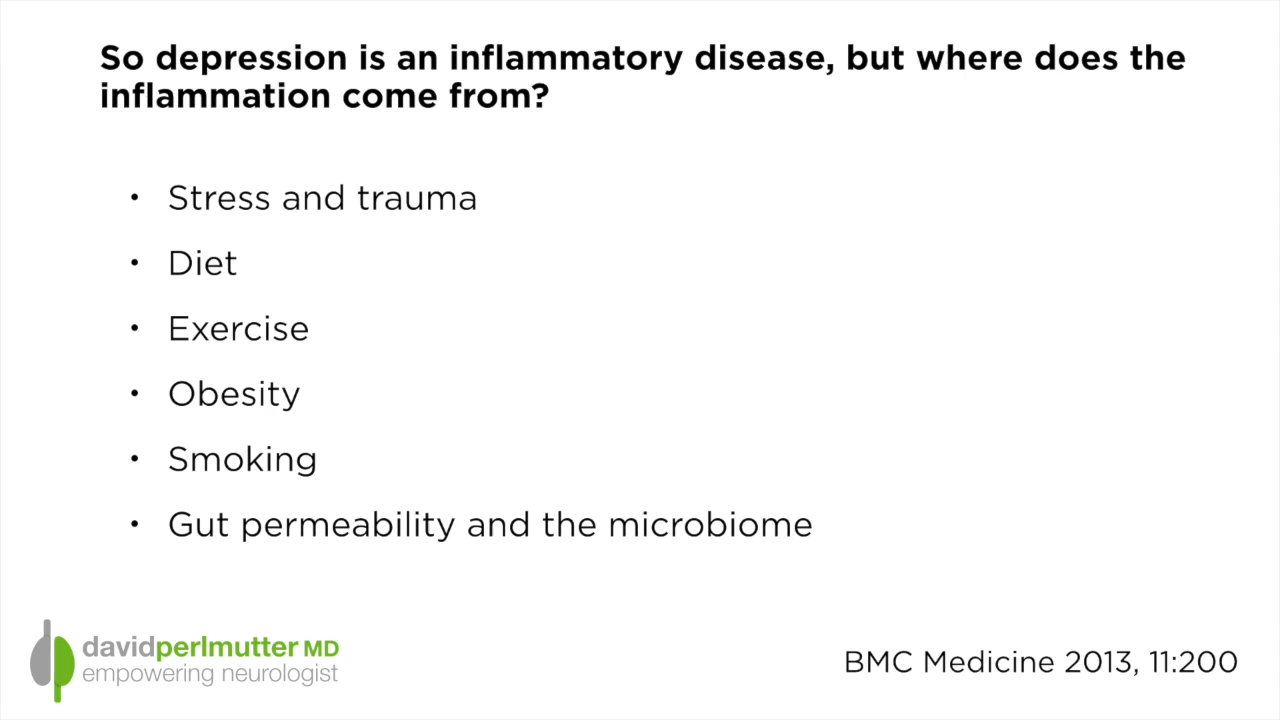 So depression is an inflammatory disease, but where does the
inflammation come from?
• Stress and trauma
• Diet
• Exercise
• Obesity
• Smoking
• Gut permeability and the microbiome
davidperlmutter MD
empowering neurologist
BMC Medicine 2013, 11:200